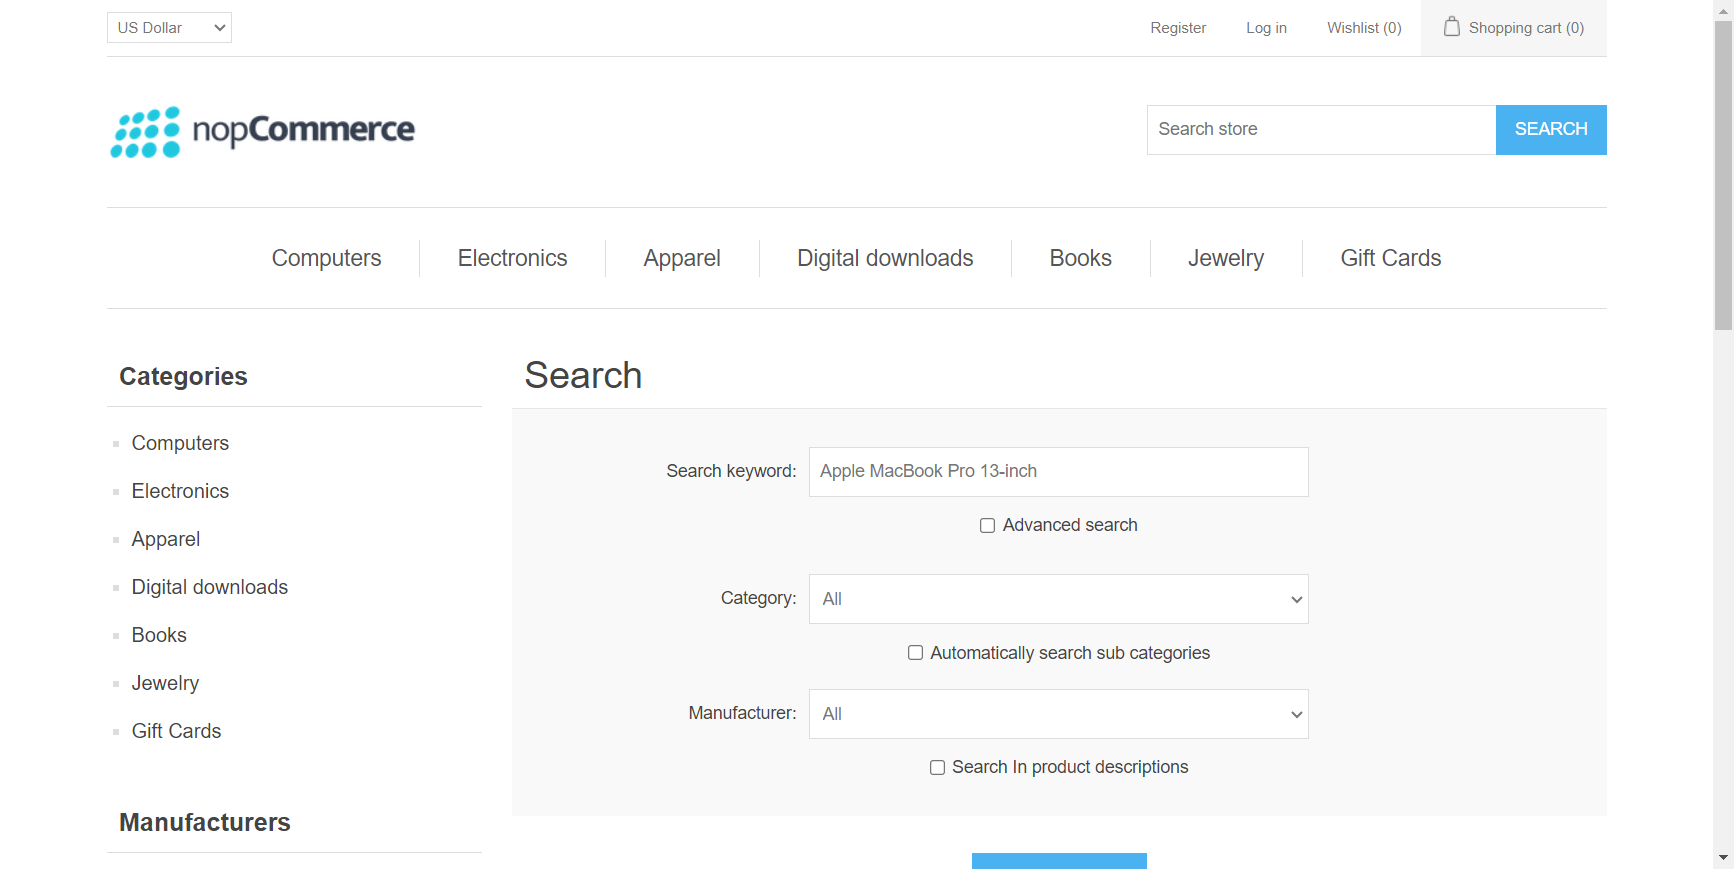 US Dollar
Register
Log in
Wishlist (0)
Shopping cart (0)
nopCommerce
Search store
SEARCH
Computers
Electronics
Apparel
Digital downloads
Books
Jewelry
Gift Cards
Categories
Computers
Electronics
Apparel
Digital downloads
Books
Jewelry
Gift Cards
Manufacturers
Search
Search keyword:
Apple MacBook Pro 13-inch
Advanced search
Category:
All
Automatically search sub categories
Manufacturer:
All
Search In product descriptions